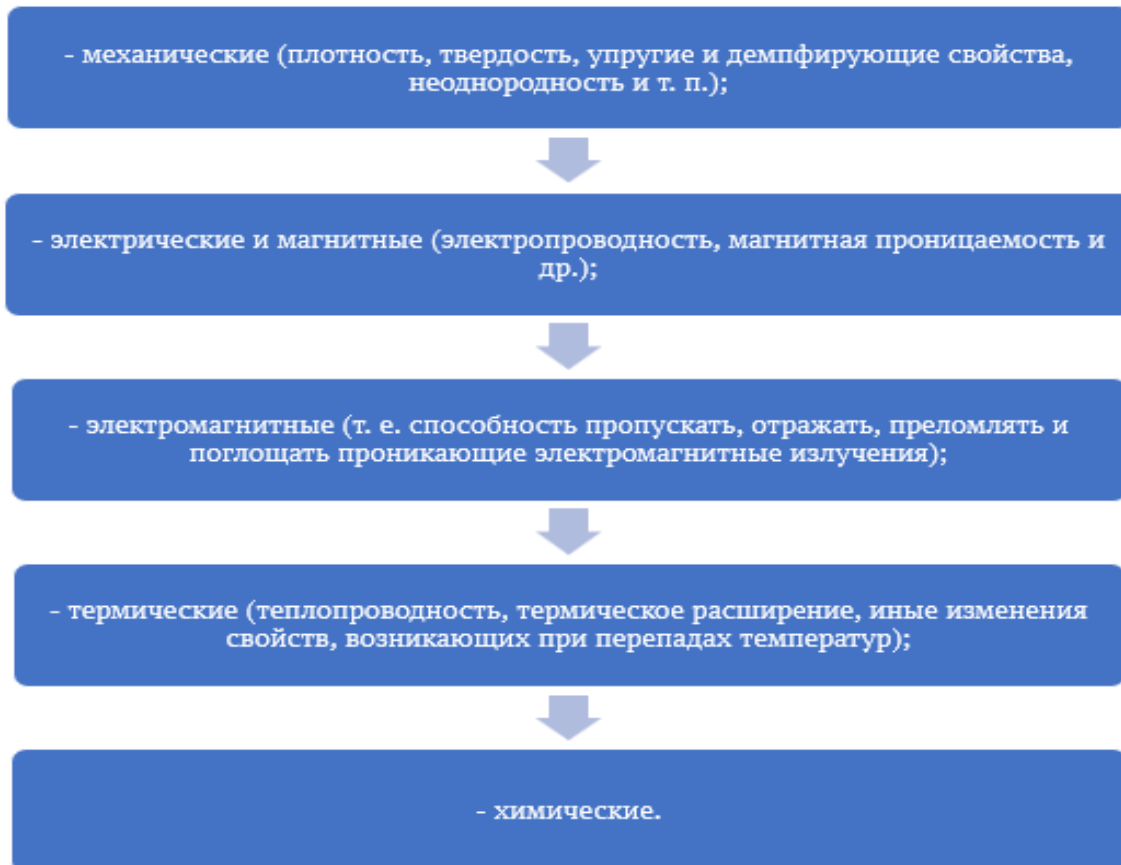 - механические (плотность, твердость, упругие и демпфирующие свойства,
неоднородность и т. п.);
- электрические и магнитные (электропроводность, магнитная проницаемость и
др.);
- электромагнитные (т. е. способность пропускать, отражать, преломлять и
поглощать проникающие электромагнитные излучения);
- термические (теплопроводность, термическое расширение, иные изменения
свойств, возникающих при перепадах температур);
- химические.